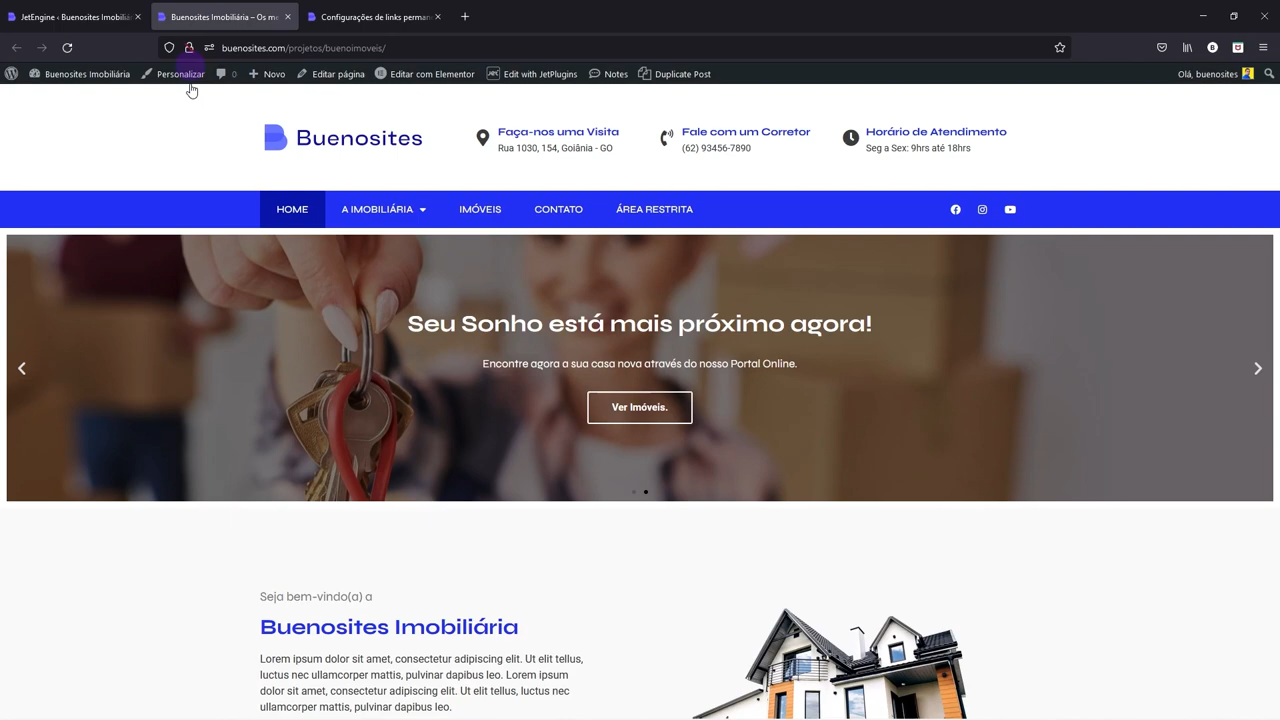 JetEngine ‹ Buenosites Imobiliá
Buenosites Imobiliária – Os me
Configurações de links perman
buenosites.com/projetos/buenoimoveis/
Buenosites Imobiliária Personalizar 0 Novo Editar página Editar com Elementor Edit with JetPlugins Notes Duplicate Post Olá, buenosites
Buenosites
Faça-nos uma Visita
Rua 1030, 154, Goiânia - GO
Fale com um Corretor
(62) 93456-7890
Horário de Atendimento
Seg a Sex: 9hrs até 18hrs
HOME A IMOBILIÁRIA IMÓVEIS CONTATO ÁREA RESTRITA
Seu Sonho está mais próximo agora!
Encontre agora a sua casa nova através do nosso Portal Online.
Ver Imóveis.
Seja bem-vindo(a) a
Buenosites Imobiliária
Lorem ipsum dolor sit amet, consectetur adipiscing elit. Ut elit tellus,
luctus nec ullamcorper mattis, pulvinar dapibus leo. Lorem ipsum
dolor sit amet, consectetur adipiscing elit. Ut elit tellus, luctus nec
ullamcorper mattis, pulvinar dapibus leo.